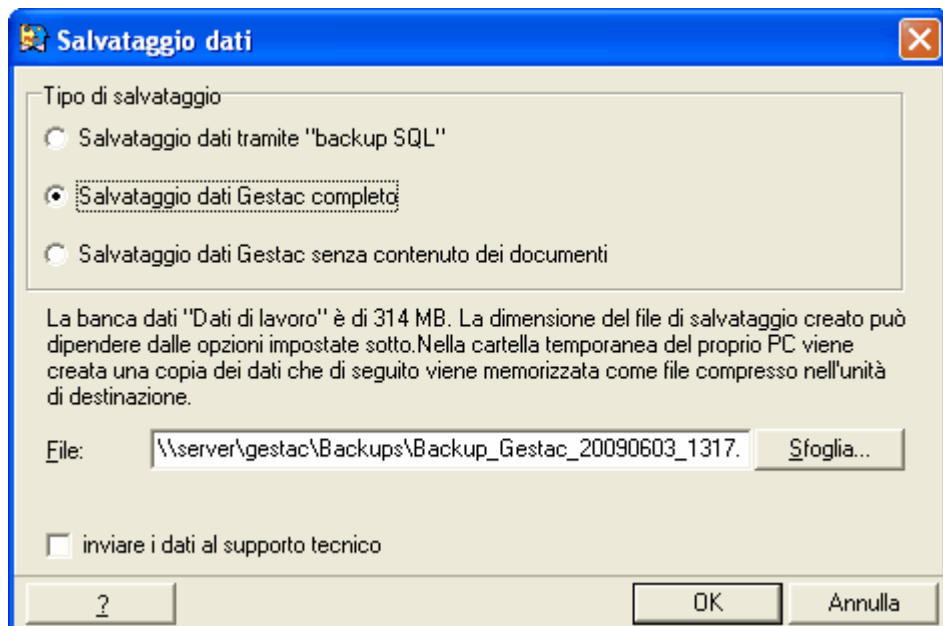 Salvataggio dati
Tipo di salvataggio
Salvataggio dati tramite "backup SQL"
Salvataggio dati Gestac completo
Salvataggio dati Gestac senza contenuto dei documenti
La banca dati "Dati di lavoro" è di 314 MB. La dimensione del file di salvataggio creato può
dipendere dalle opzioni impostate sotto.Nella cartella temporanea del proprio PC viene
creata una copia dei dati che di seguito viene memorizzata come file compresso nell'unità
di destinazione.
File: \\server\gestac\Backups\Backup_Gestac_20090603_1317. Sfoglia...
inviare i dati al supporto tecnico
? OK Annulla